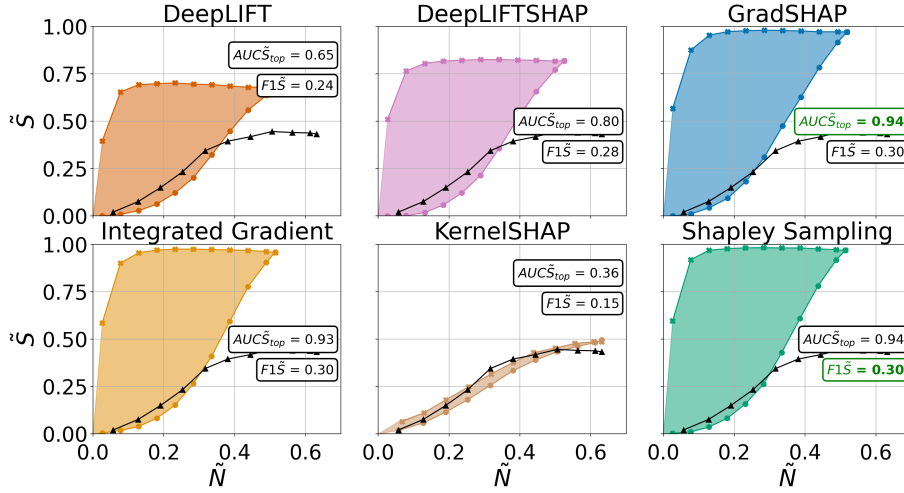 DeepLIFT
DeepLIFTSHAP
GradSHAP
1.00
0.75
0.50
0.25
0.00
S̃
AUCS̃top = 0.65
F1S̃ = 0.24
AUCS̃top = 0.80
F1S̃ = 0.28
AUCS̃top = 0.94
F1S̃ = 0.30
Integrated Gradient
KernelSHAP
Shapley Sampling
1.00
0.75
0.50
0.25
0.00
S̃
AUCS̃top = 0.93
F1S̃ = 0.30
AUCS̃top = 0.36
F1S̃ = 0.15
AUCS̃top = 0.94
F1S̃ = 0.30
0.0 0.2 0.4 0.6
0.0 0.2 0.4 0.6
0.0 0.2 0.4 0.6
Ñ
Ñ
Ñ